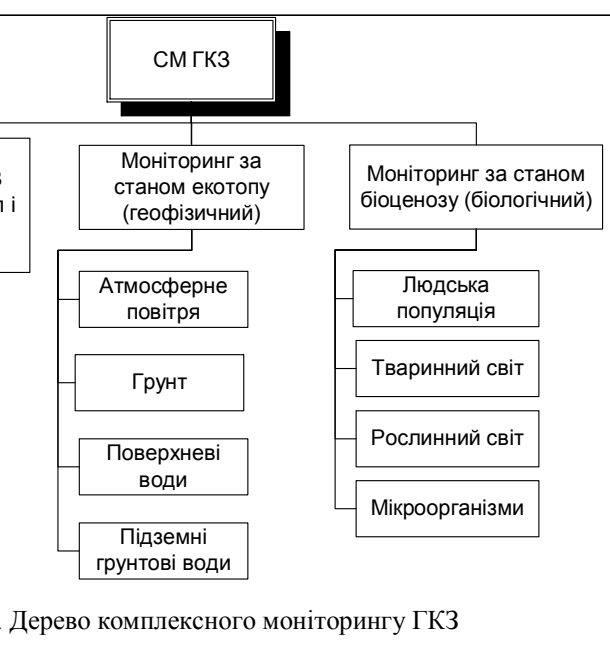 СМ ГКЗ
і
Моніторинг за
станом екотопу
(геофізичний)
Моніторинг за станом
біоценозу (біологічний)
Атмосферне
повітря
Грунт
Поверхневі
води
Підземні
грунтові води
Людська
популяція
Тваринний світ
Рослинний світ
Мікроорганізми
. Дерево комплексного моніторингу ГКЗ